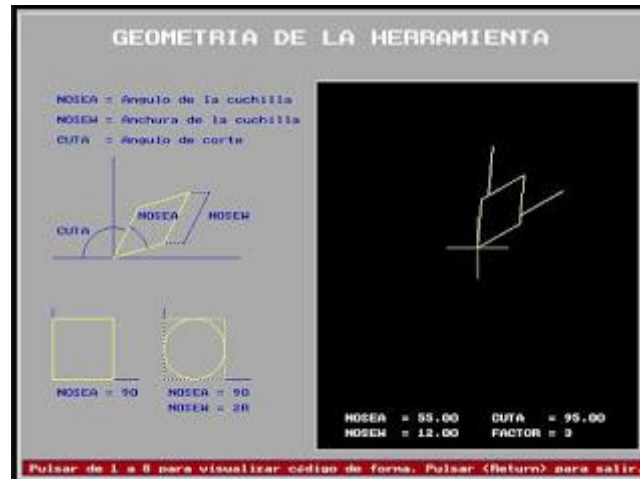 GEOMETRIA DE LA HERRAMIENTA
NOSEA = Angulo de la cuchilla
NOSEW = Anchura de la cuchilla
CUTA = Angulo de corte
NOSEA
NOSEW
CUTA
NOSEA = 90
NOSEA = 90
NOSEW = 2R
NOSEA = 55.00 CUTA = 95.00
NOSEW = 12.00 FACTOR = 3
Pulsar de 1 a 8 para visualizar código de forma. Pulsar <Return> para salir.